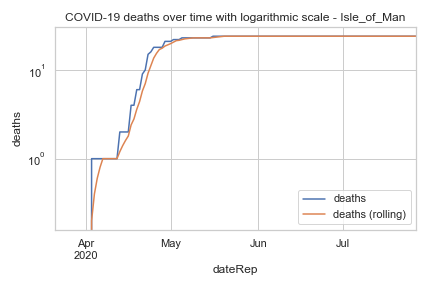 COVID-19 deaths over time with logarithmic scale - Isle_of_Man
deaths
10¹
10⁰
deaths
deaths (rolling)
Apr
2020
May
Jun
Jul
dateRep